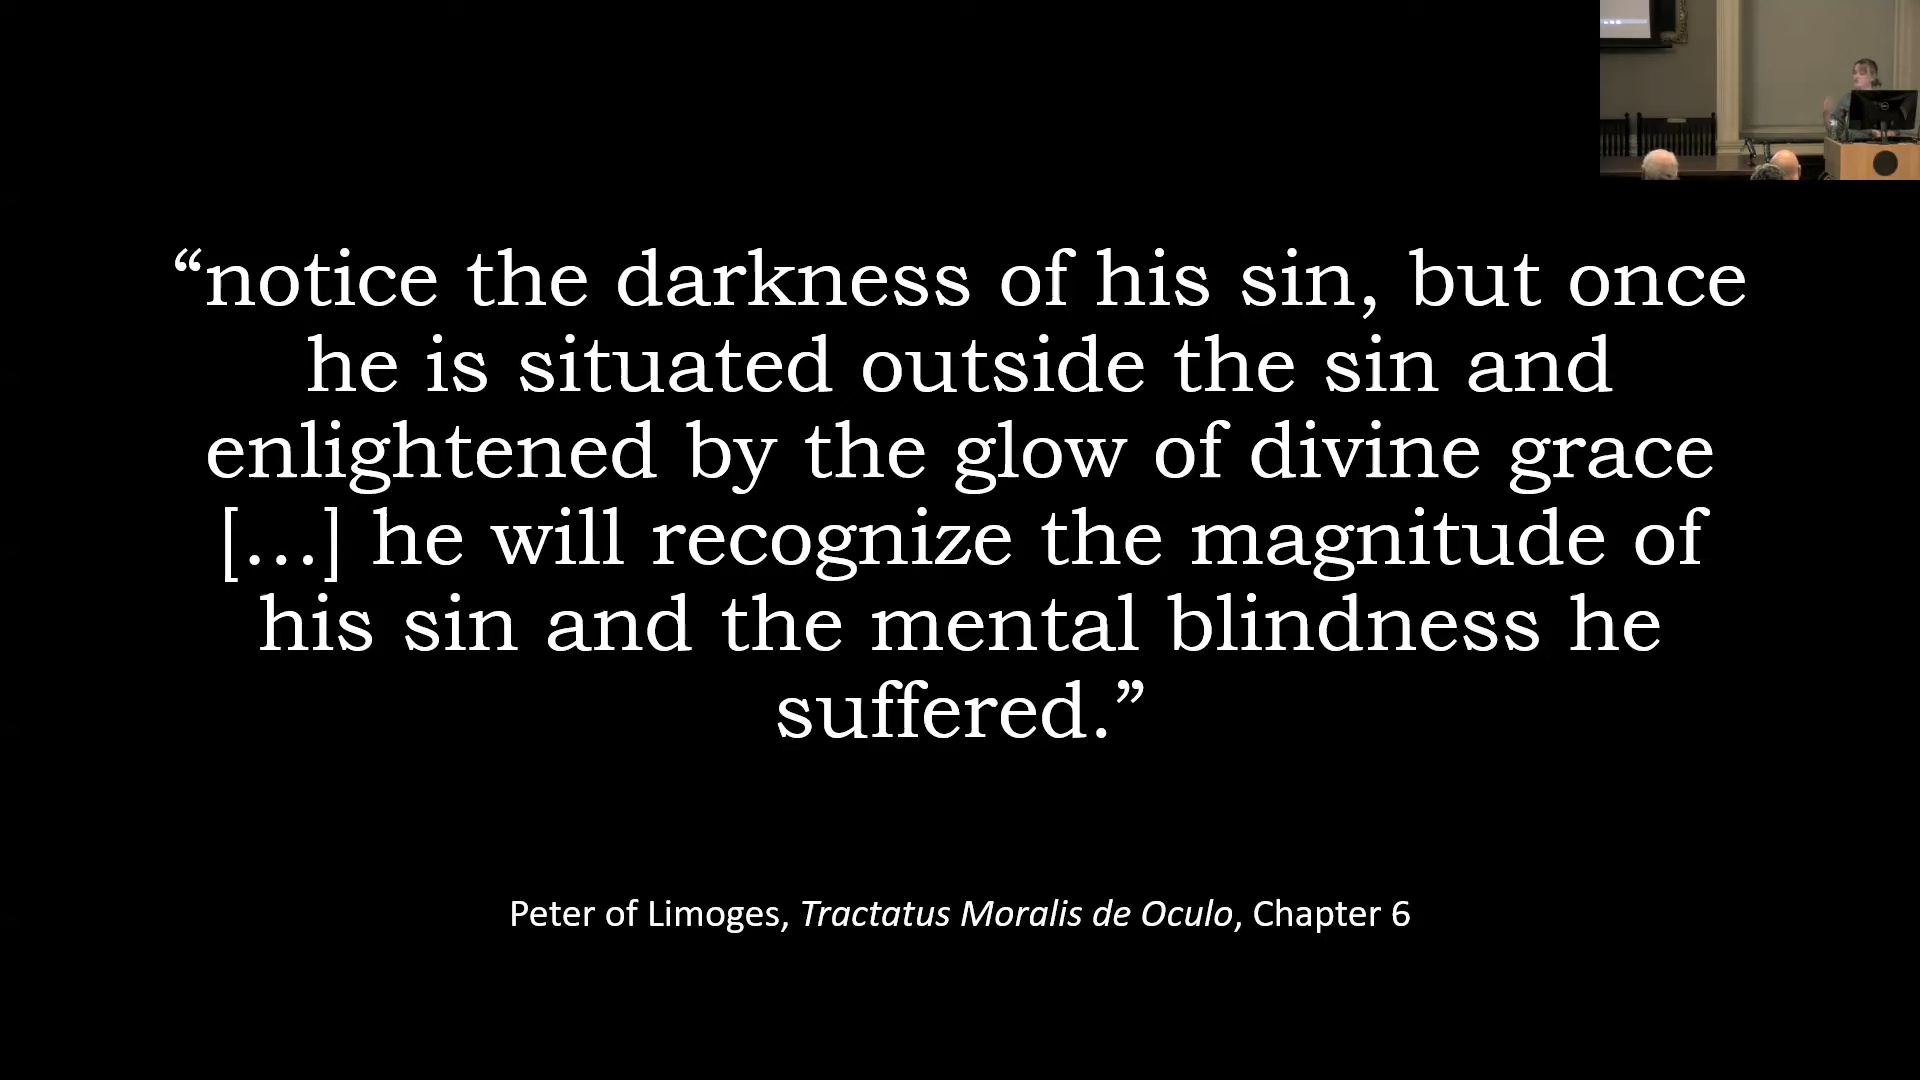 “notice the darkness of his sin, but once
he is situated outside the sin and
enlightened by the glow of divine grace
[…] he will recognize the magnitude of
his sin and the mental blindness he
suffered.”
Peter of Limoges, Tractatus Moralis de Oculo, Chapter 6